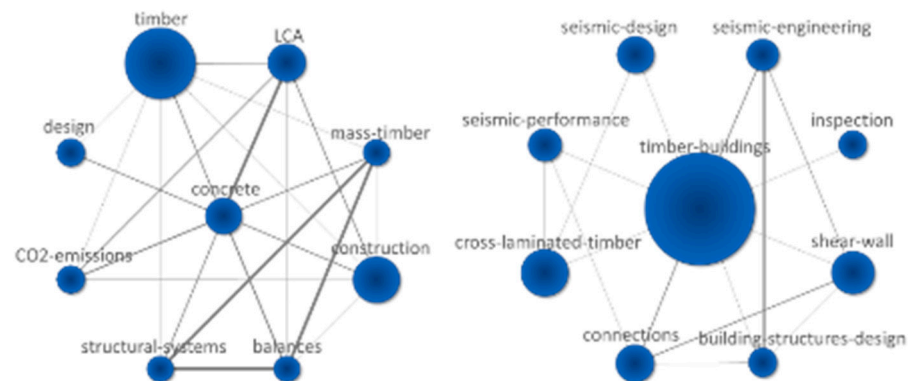 timber
LCA
design
mass-timber
concrete
CO2-emissions
construction
structural-systems
balances
seismic-design
seismic-engineering
seismic-performance
inspection
timber-buildings
cross-laminated-timber
shear-wall
connections
building-structures-design